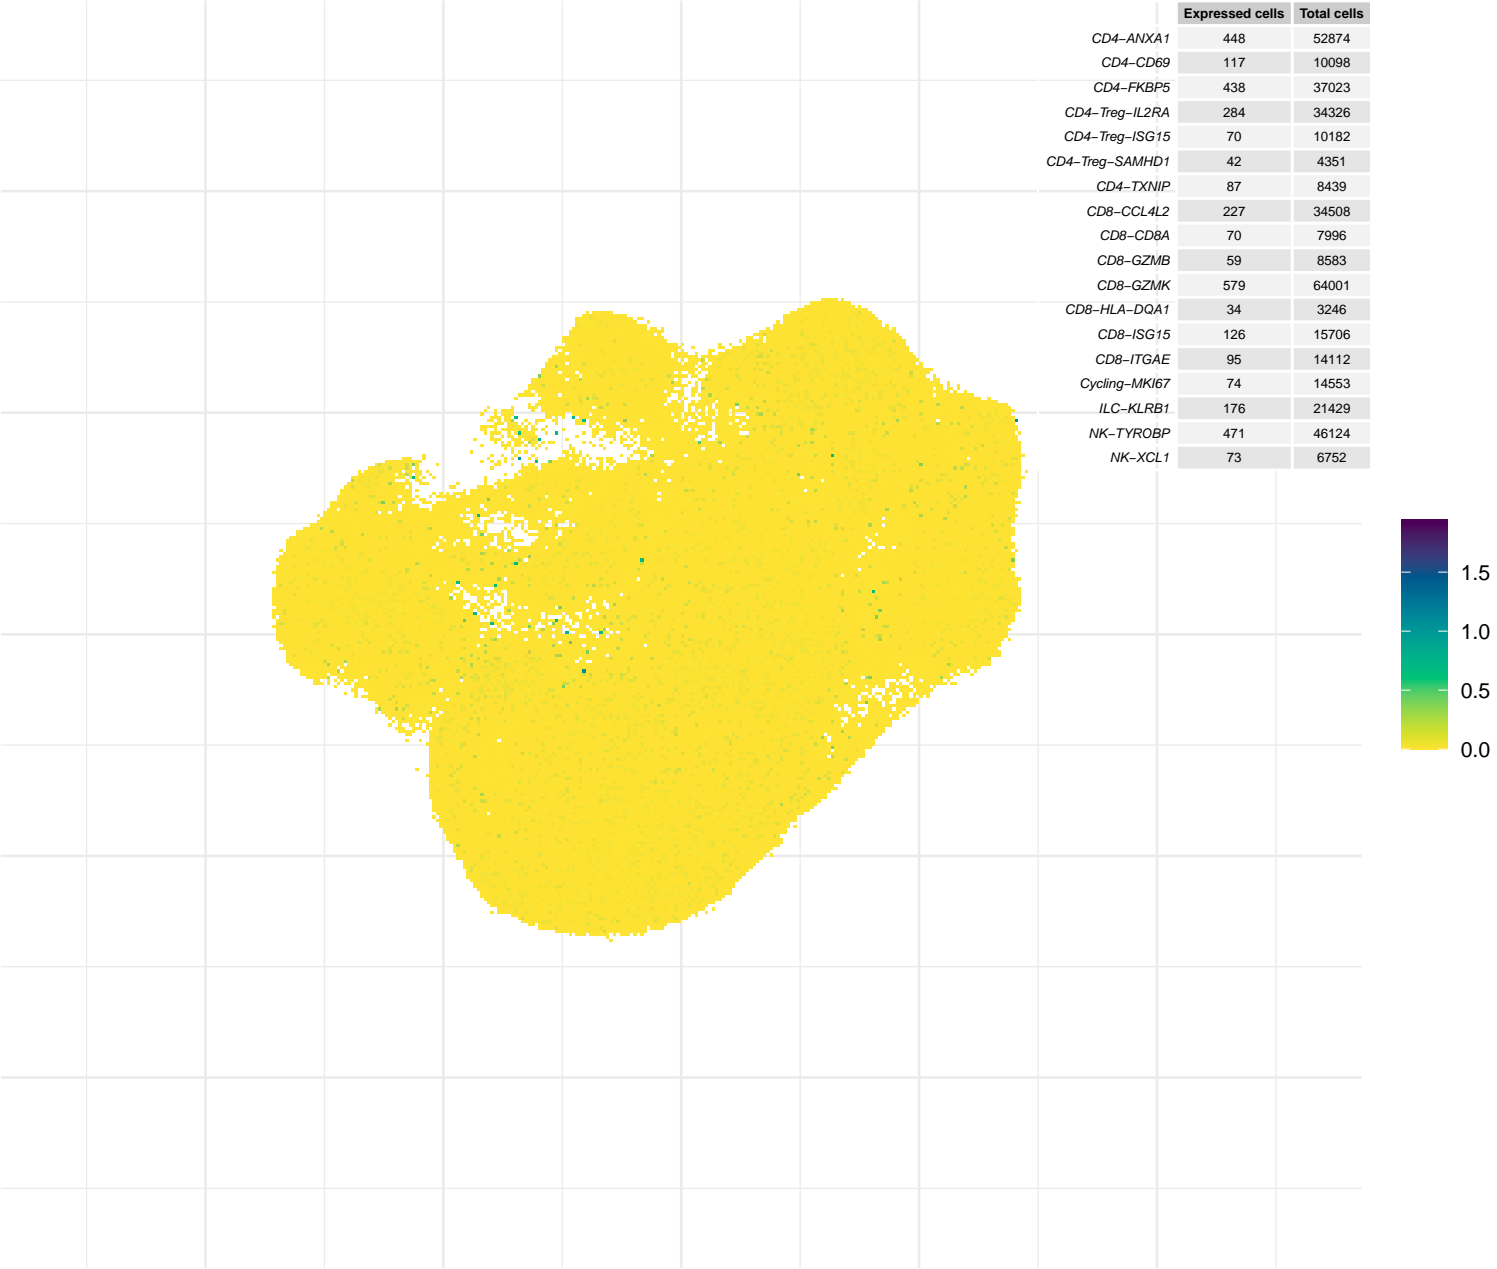 Expressed cells Total cells
CD4−ANXA1 448 52874
CD4−CD69 117 10098
CD4−FKBP5 438 37023
CD4−Treg−IL2RA 284 34326
CD4−Treg−ISG15 70 10182
CD4−Treg−SAMHD1 42 4351
CD4−TXNIP 87 8439
CD8−CCL4L2 227 34508
CD8−CD8A 70 7996
CD8−GZMB 59 8583
CD8−GZMK 579 64001
CD8−HLA−DQA1 34 3246
CD8−ISG15 126 15706
CD8−ITGAE 95 14112
Cycling−MKI67 74 14553
ILC−KLRB1 176 21429
NK−TYROBP 471 46124
NK−XCL1 73 6752
1.5
1.0
0.5
0.0